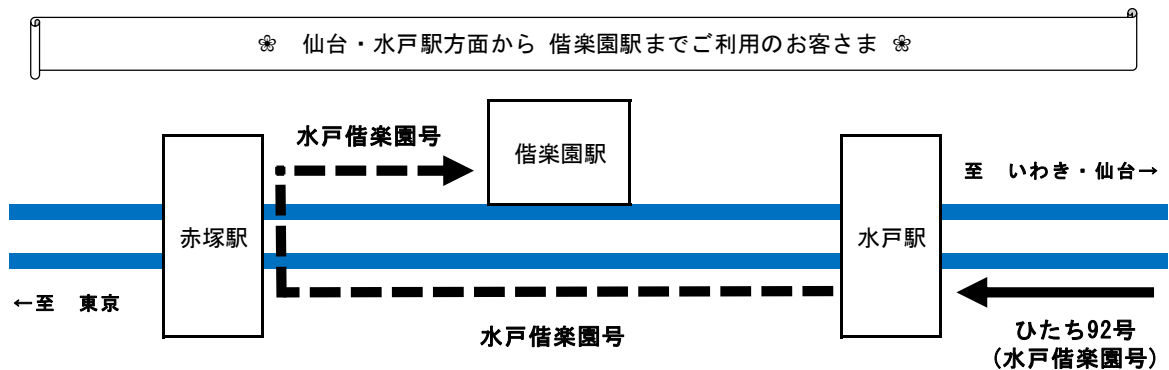 ❀ 仙台・水戸駅方面から 偕楽園駅までご利用のお客さま ❀
水戸偕楽園号
偕楽園駅
至 いわき・仙台→
赤塚駅
水戸駅
←至 東京
水戸偕楽園号
ひたち92号
(水戸偕楽園号)